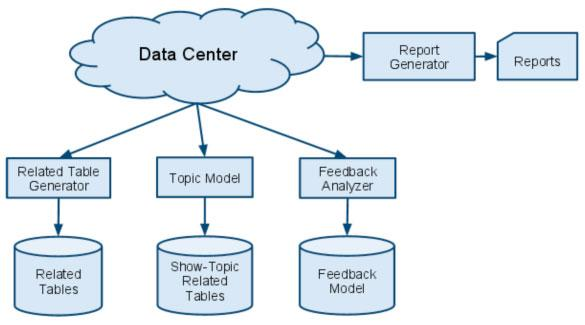 Data Center
Report
Generator
Reports
Related Table
Generator
Topic Model
Feedback
Analyzer
Related
Tables
Show-Topic
Related
Tables
Feedback
Model